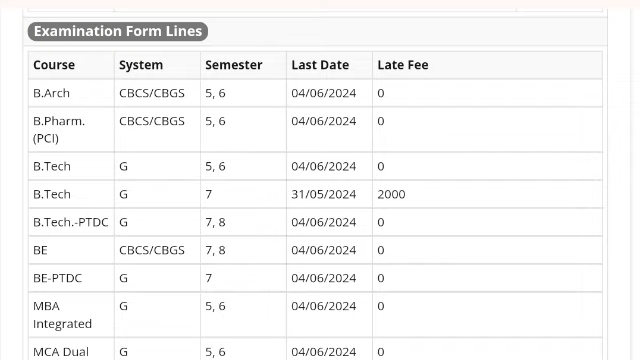 Examination Form Lines
Course System Semester Last Date Late Fee
B.Arch CBCS/CBGS 5, 6 04/06/2024 0
B.Pharm. CBCS/CBGS 5, 6 04/06/2024 0
(PCI)
B.Tech G 5, 6 04/06/2024 0
B.Tech G 7 31/05/2024 2000
B.Tech.-PTDC G 7, 8 04/06/2024 0
BE CBCS/CBGS 7, 8 04/06/2024 0
BE-PTDC G 7 04/06/2024 0
MBA G 5, 6 04/06/2024 0
Integrated
MCA Dual G 5, 6 04/06/2024 0